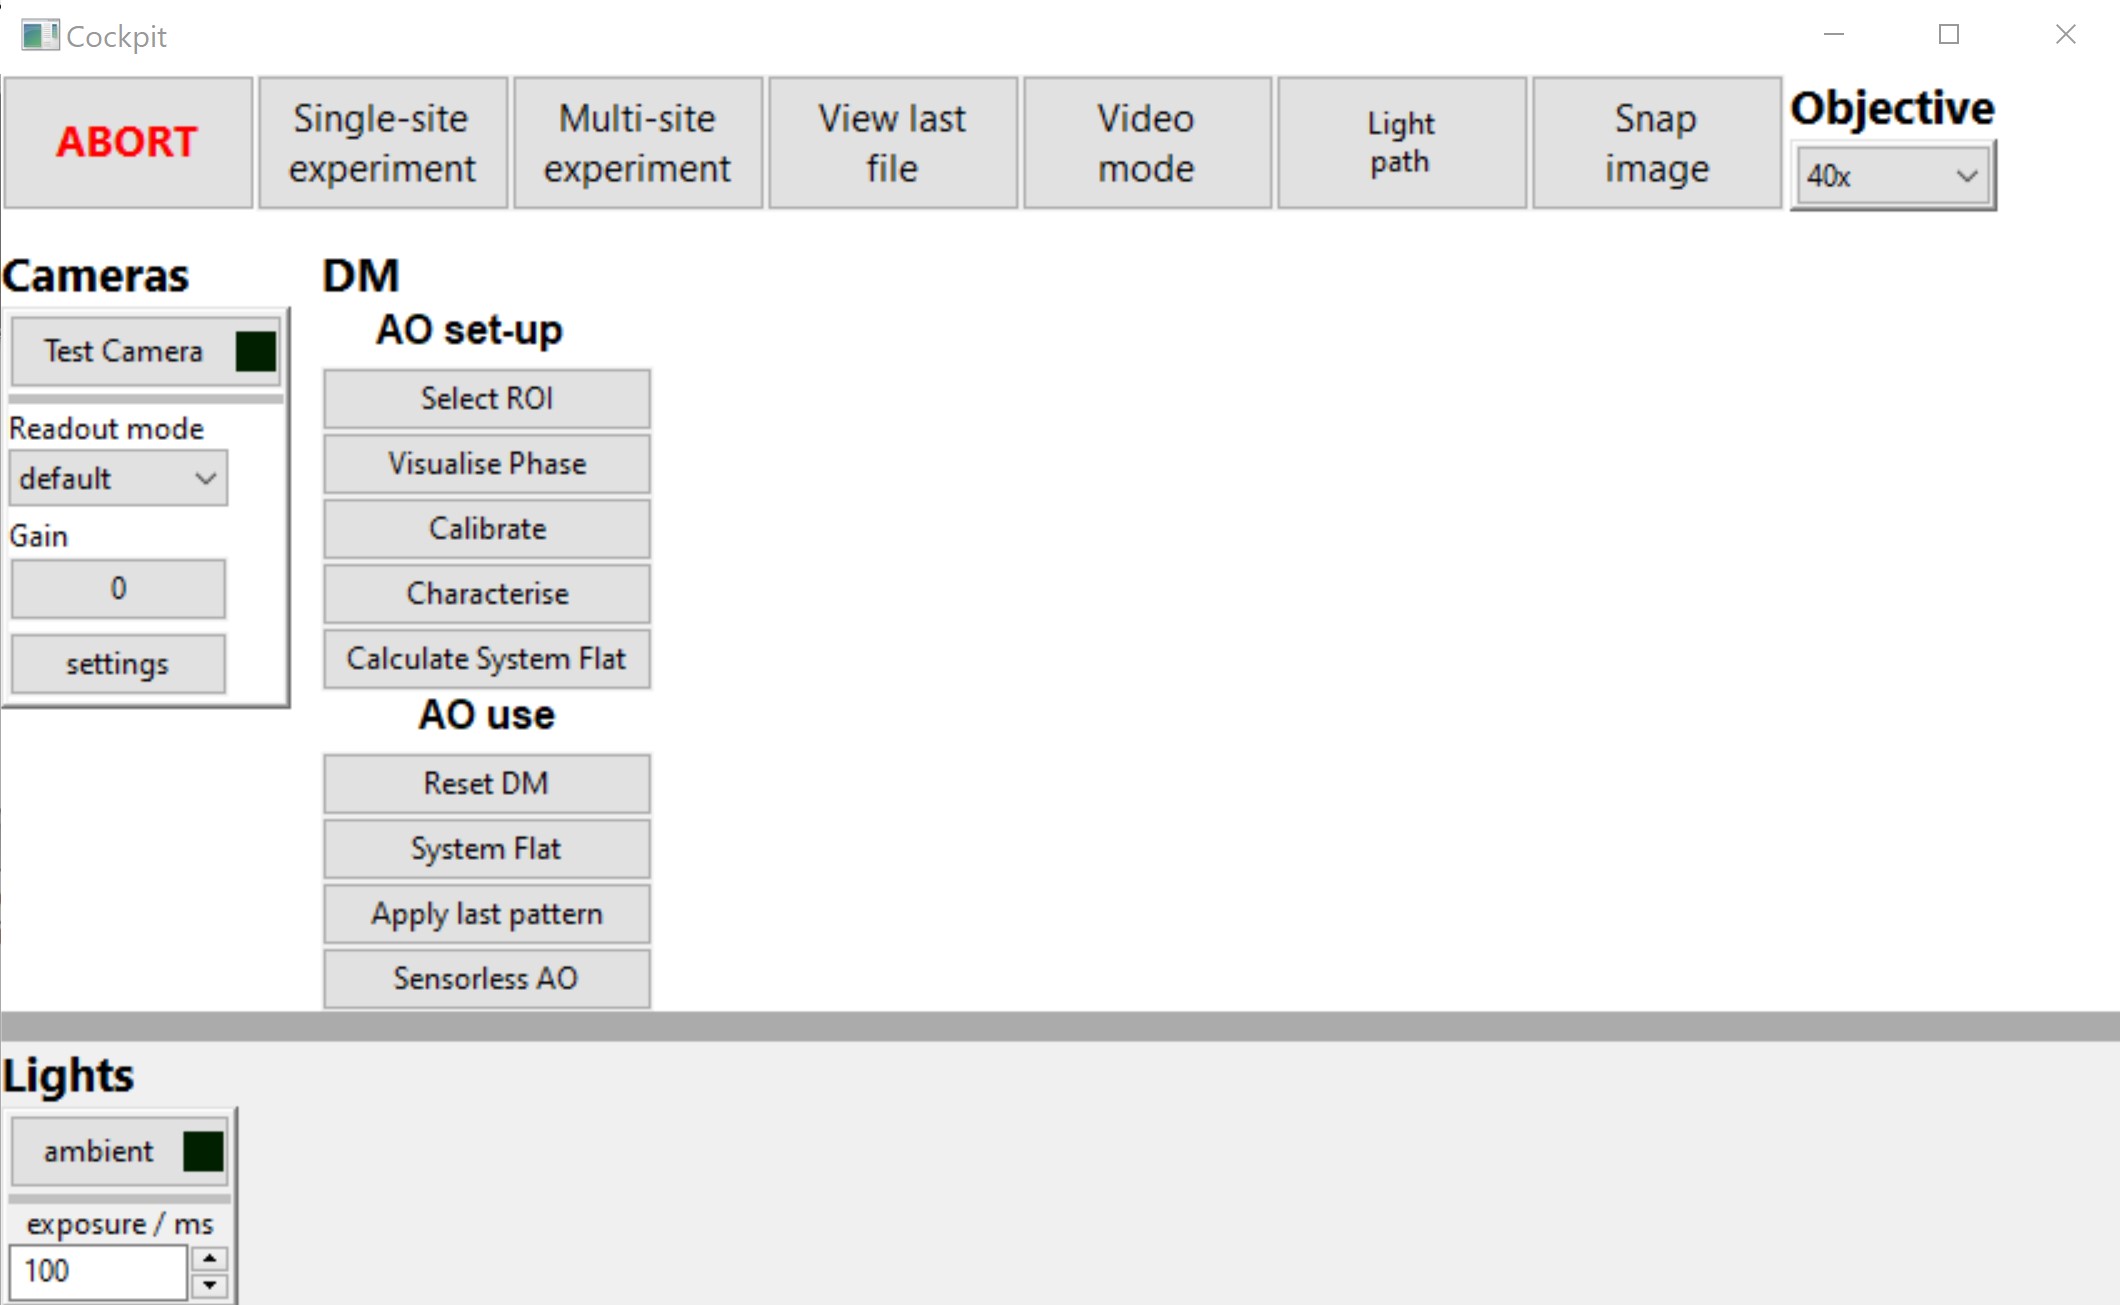 Cockpit
ABORT
Single-site
experiment
Multi-site
experiment
View last
file
Video
mode
Light
path
Snap
image
Objective
40x
Cameras
Test Camera
Readout mode
default
Gain
0
settings
DM
AO set-up
Select ROI
Visualise Phase
Calibrate
Characterise
Calculate System Flat
AO use
Reset DM
System Flat
Apply last pattern
Sensorless AO
Lights
ambient
exposure / ms
100